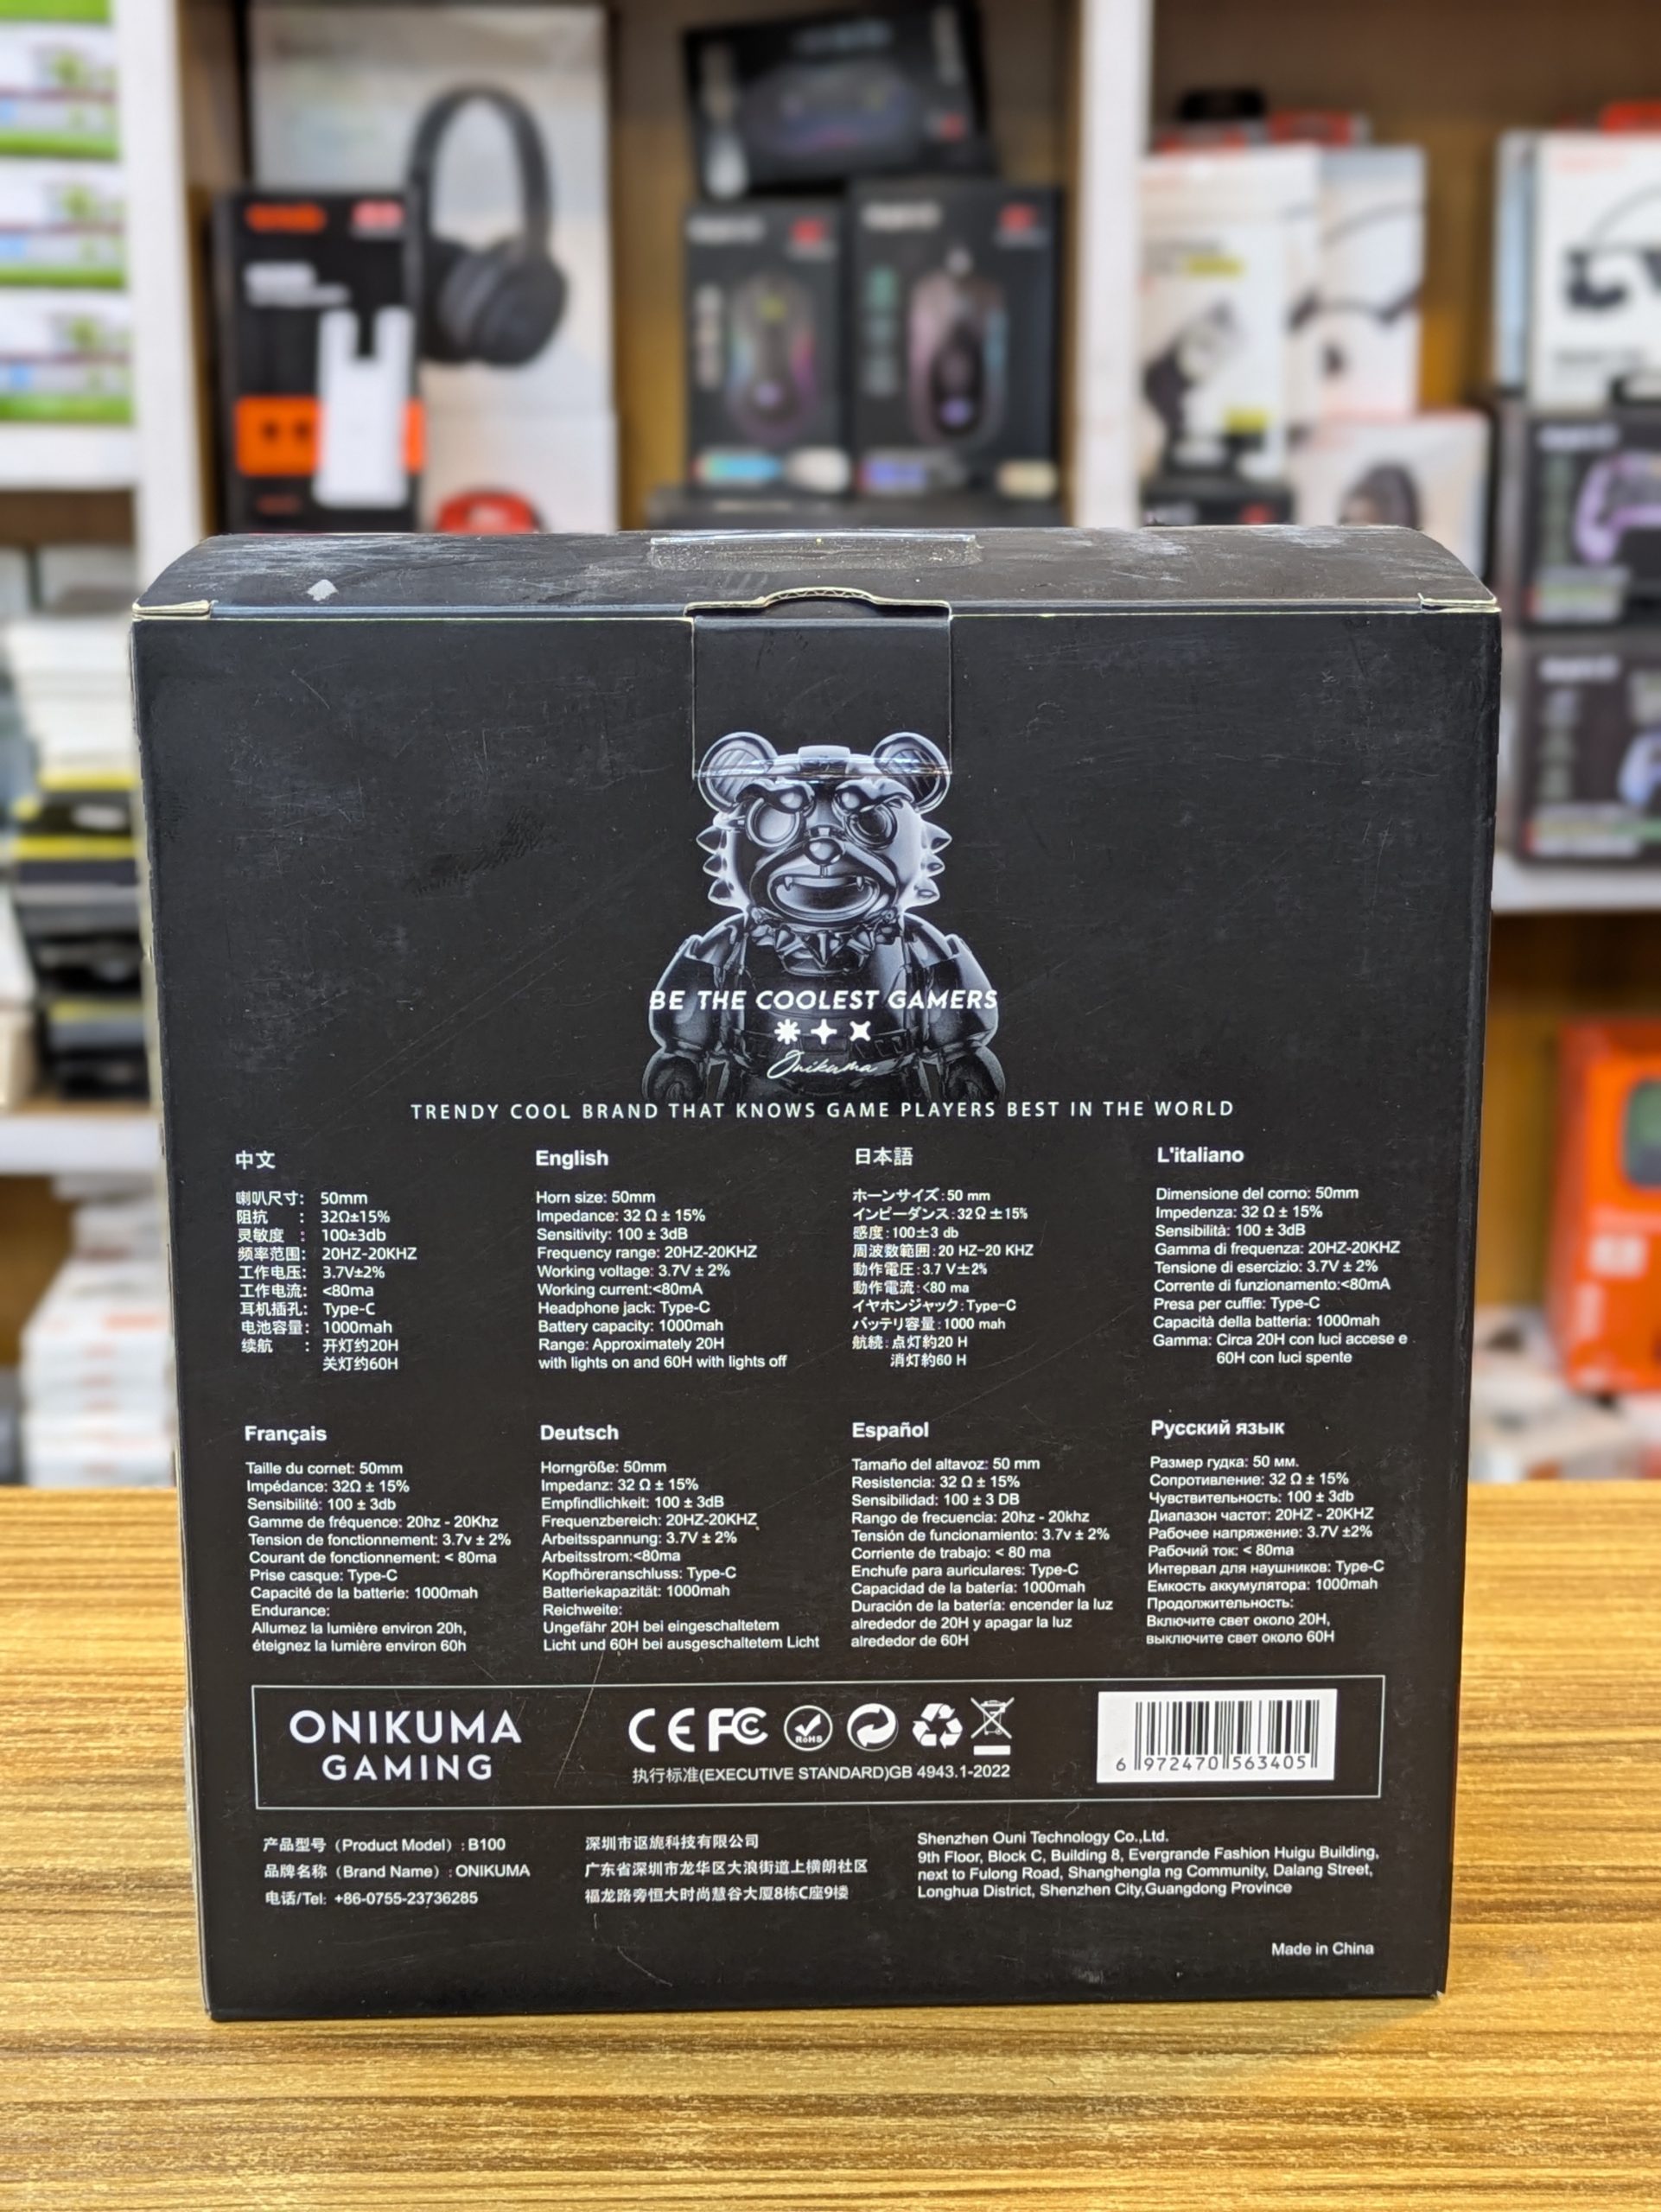 BE THE COOLEST GAMERS
Onikuma
TRENDY COOL BRAND THAT KNOWS GAME PLAYERS BEST IN THE WORLD
中文
喇叭尺寸： 50mm
阻抗 ： 32Ω±15%
灵敏度 ： 100±3db
频率范围： 20HZ-20KHZ
工作电压： 3.7V±2%
工作电流： <80ma
耳机插孔： Type-C
电池容量： 1000mah
续航 ： 开灯约20H
关灯约60H
English
Horn size: 50mm
Impedance: 32 Ω ± 15%
Sensitivity: 100 ± 3dB
Frequency range: 20HZ-20KHZ
Working voltage: 3.7V ± 2%
Working current:<80mA
Headphone jack: Type-C
Battery capacity: 1000mah
Range: Approximately 20H
with lights on and 60H with lights off
日本語
ホーンサイズ:50 mm
インピーダンス:32Ω±15%
感度:100±3 db
周波数範囲:20 HZ-20 KHZ
動作電圧:3.7 V±2%
動作電流:<80 ma
イヤホンジャック:Type-C
バッテリ容量:1000 mah
航続:点灯約20 H
消灯約60 H
L'italiano
Dimensione del corno: 50mm
Impedenza: 32 Ω ± 15%
Sensibilità: 100 ± 3dB
Gamma di frequenza: 20HZ-20KHZ
Tensione di esercizio: 3.7V ± 2%
Corrente di funzionamento:<80mA
Presa per cuffie: Type-C
Capacità della batteria: 1000mah
Gamma: Circa 20H con luci accese e
60H con luci spente
Français
Taille du cornet: 50mm
Impédance: 32Ω ± 15%
Sensibilité: 100 ± 3db
Gamme de fréquence: 20hz - 20Khz
Tension de fonctionnement: 3.7v ± 2%
Courant de fonctionnement: < 80ma
Prise casque: Type-C
Capacité de la batterie: 1000mah
Endurance:
Allumez la lumière environ 20h,
éteignez la lumière environ 60h
Deutsch
Horngröße: 50mm
Impedanz: 32 Ω ± 15%
Empfindlichkeit: 100 ± 3dB
Frequenzbereich: 20HZ-20KHZ
Arbeitsspannung: 3.7V ± 2%
Arbeitsstrom:<80ma
Kopfhöreranschluss: Type-C
Batteriekapazität: 1000mah
Reichweite:
Ungefähr 20H bei eingeschaltetem
Licht und 60H bei ausgeschaltetem Licht
Español
Tamaño del altavoz: 50 mm
Resistencia: 32 Ω ± 15%
Sensibilidad: 100 ± 3 DB
Rango de frecuencia: 20hz - 20khz
Tensión de funcionamiento: 3.7v ± 2%
Corriente de trabajo: < 80 ma
Enchufe para auriculares: Type-C
Capacidad de la batería: 1000mah
Duración de la batería: encender la luz
alrededor de 20H y apagar la luz
alrededor de 60H
Русский язык
Размер гудка: 50 мм.
Сопротивление: 32 Ω ± 15%
Чувствительность: 100 ± 3db
Диапазон частот: 20HZ - 20KHZ
Рабочее напряжение: 3.7V ±2%
Рабочий ток: < 80ma
Интервал для наушников: Type-C
Емкость аккумулятора: 1000mah
Продолжительность:
Включите свет около 20H,
выключите свет около 60H
ONIKUMA
GAMING
CE FC RoHS
执行标准(EXECUTIVE STANDARD)GB 4943.1-2022
6 972470 563405
产品型号（Product Model）: B100
品牌名称（Brand Name）: ONIKUMA
电话/Tel: +86-0755-23736285
深圳市讴旎科技有限公司
广东省深圳市龙华区大浪街道上横朗社区
福龙路旁恒大时尚慧谷大厦8栋C座9楼
Shenzhen Ouni Technology Co.,Ltd.
9th Floor, Block C, Building 8, Evergrande Fashion Huigu Building,
next to Fulong Road, Shanghengla ng Community, Dalang Street,
Longhua District, Shenzhen City,Guangdong Province
Made in China